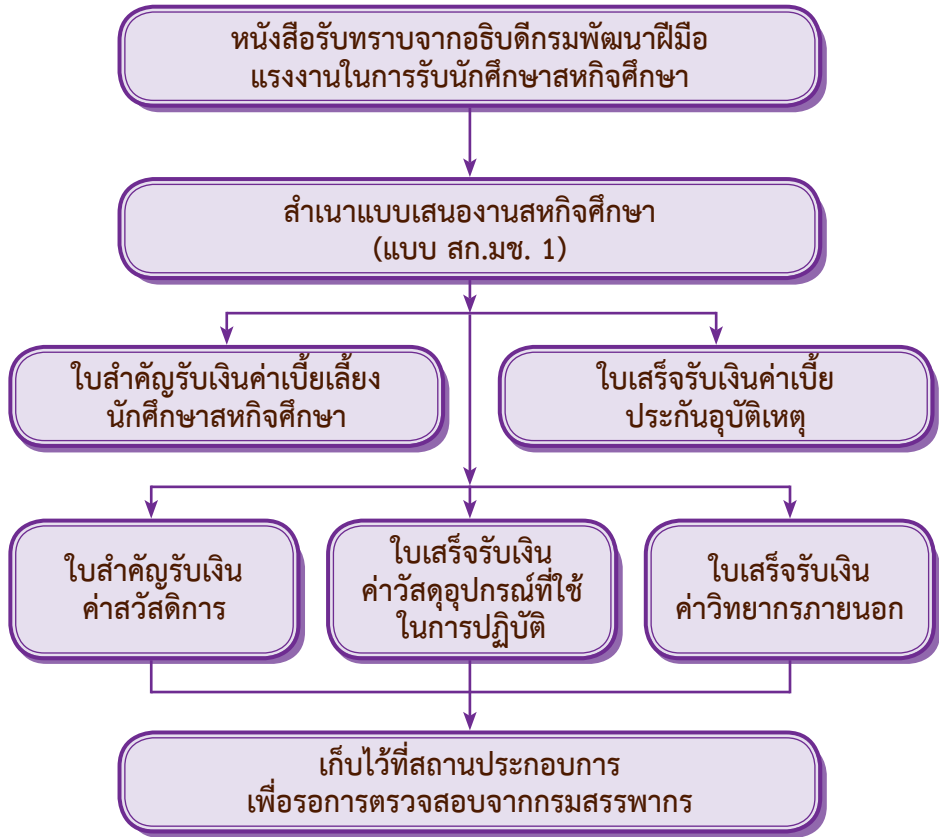 หนังสือรับทราบจากอธิบดีกรมพัฒนาฝีมือ
แรงงานในการรับนักศึกษาสหกิจศึกษา
สำเนาแบบเสนองานสหกิจศึกษา
(แบบ สก.มช. 1)
ใบสำคัญรับเงินค่าเบี้ยเลี้ยง
นักศึกษาสหกิจศึกษา
ใบเสร็จรับเงินค่าเบี้ย
ประกันอุบัติเหตุ
ใบสำคัญรับเงิน
ค่าสวัสดิการ
ใบเสร็จรับเงิน
ค่าวัสดุอุปกรณ์ที่ใช้
ในการปฏิบัติ
ใบเสร็จรับเงิน
ค่าวิทยากรภายนอก
เก็บไว้ที่สถานประกอบการ
เพื่อรอการตรวจสอบจากกรมสรรพากร